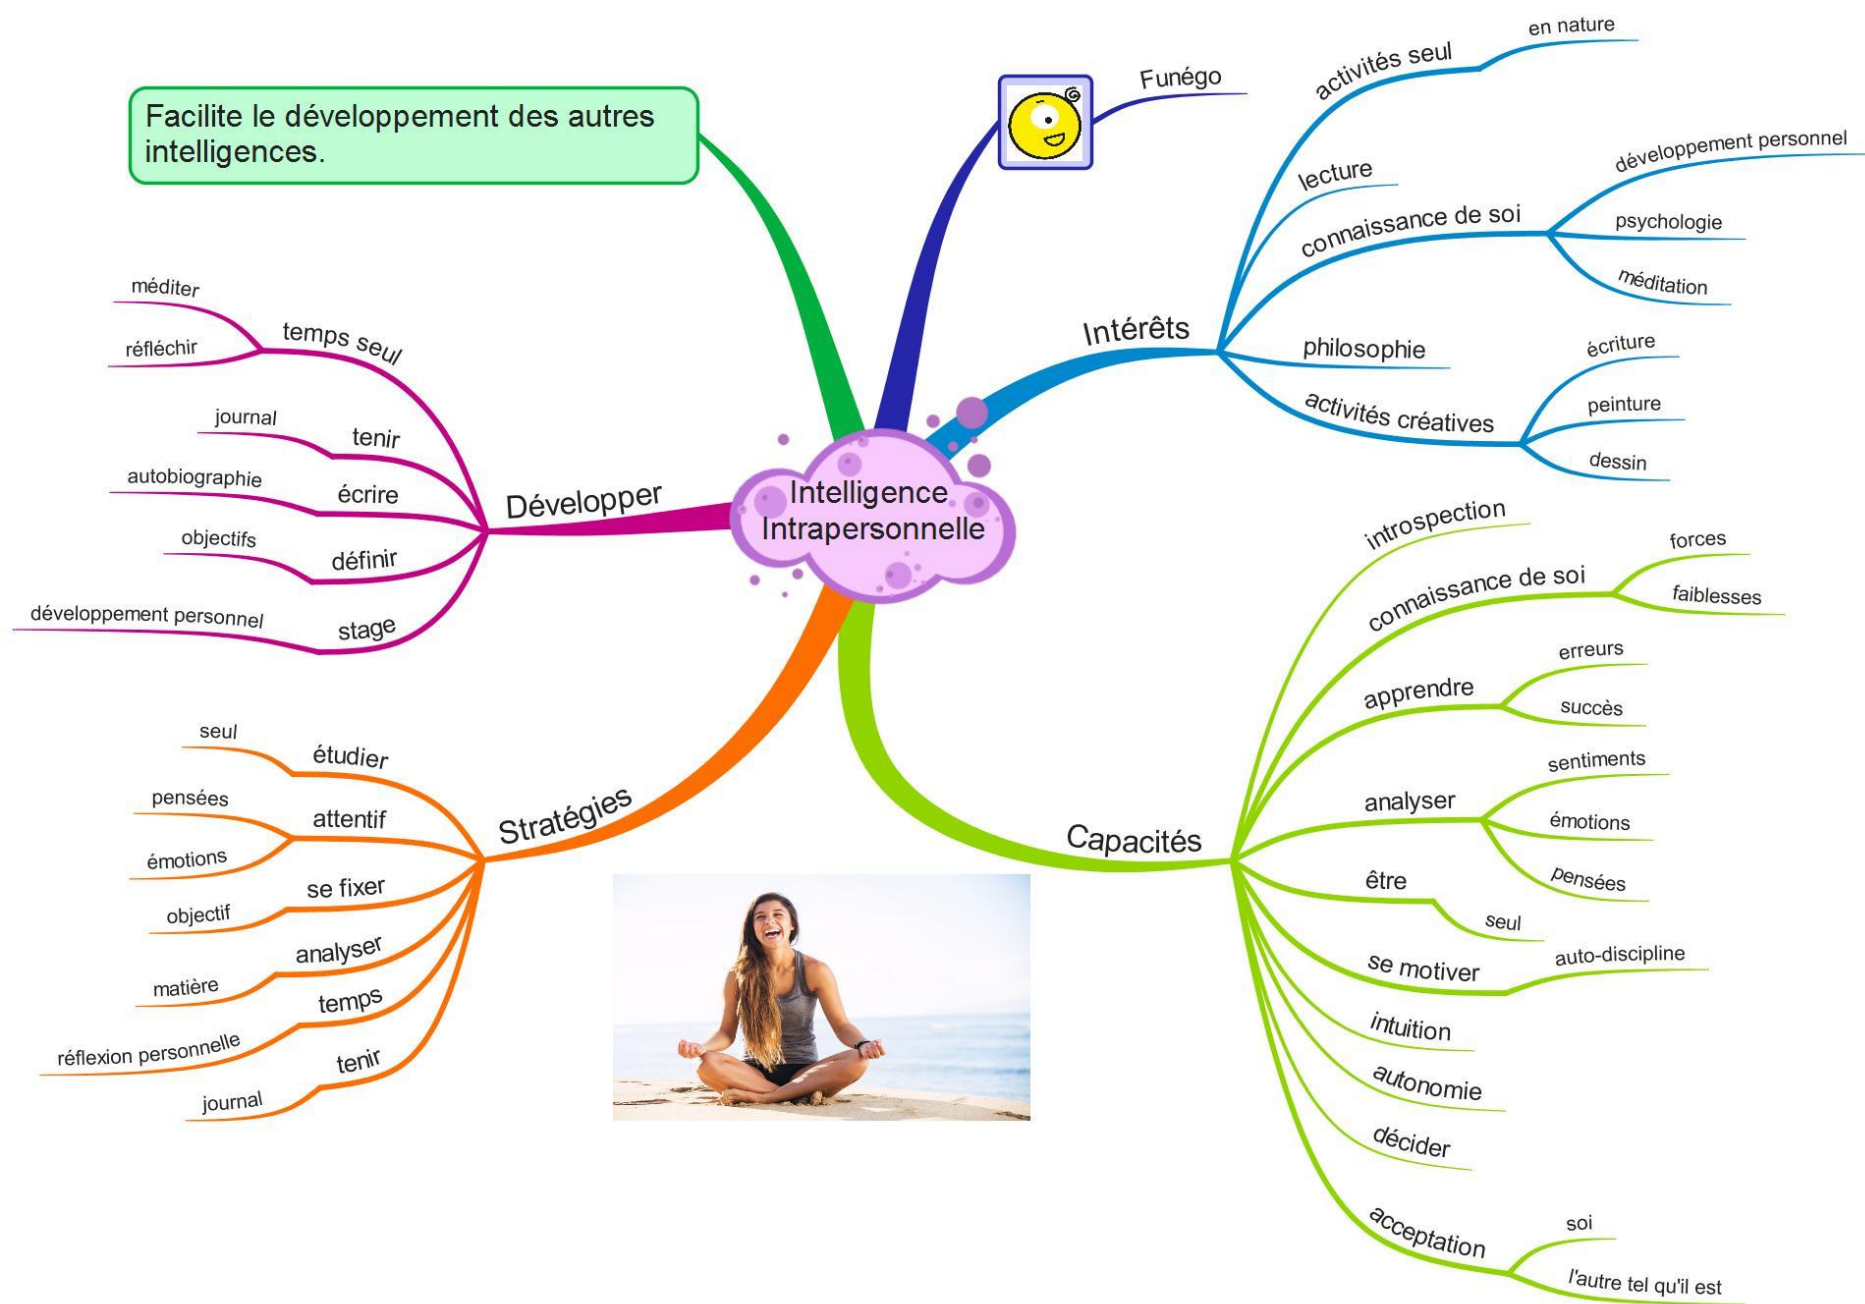 Facilite le développement des autres
intelligences.
Funégo
Intelligence
Intrapersonnelle
Intérêts
activités seul
en nature
lecture
connaissance de soi
développement personnel
psychologie
méditation
philosophie
activités créatives
écriture
peinture
dessin
Capacités
introspection
connaissance de soi
forces
faiblesses
apprendre
erreurs
succès
analyser
sentiments
émotions
pensées
être
seul
se motiver
auto-discipline
intuition
autonomie
décider
acceptation
soi
l'autre tel qu'il est
Stratégies
étudier
seul
attentif
pensées
émotions
se fixer
objectif
analyser
matière
temps
réflexion personnelle
tenir
journal
Développer
temps seul
méditer
réfléchir
tenir
journal
écrire
autobiographie
définir
objectifs
stage
développement personnel